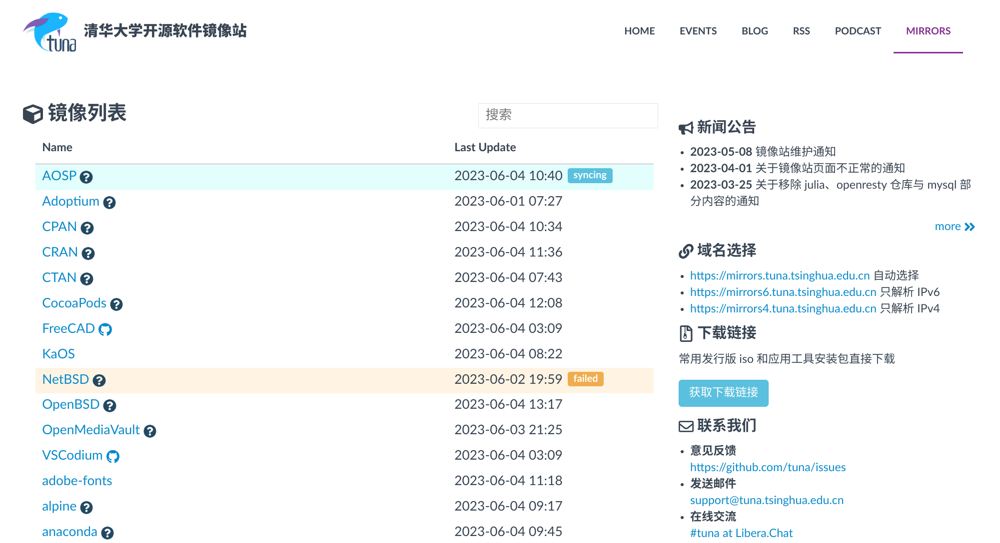 tuna
清华大学开源软件镜像站
HOME EVENTS BLOG RSS PODCAST MIRRORS
镜像列表
搜索
Name Last Update
AOSP 2023-06-04 10:40 syncing
Adoptium 2023-06-01 07:27
CPAN 2023-06-04 10:34
CRAN 2023-06-04 11:36
CTAN 2023-06-04 07:43
CocoaPods 2023-06-04 12:08
FreeCAD 2023-06-04 03:09
KaOS 2023-06-04 08:22
NetBSD 2023-06-02 19:59 failed
OpenBSD 2023-06-04 13:17
OpenMediaVault 2023-06-03 21:25
VSCodium 2023-06-04 03:09
adobe-fonts 2023-06-04 11:18
alpine 2023-06-04 09:17
anaconda 2023-06-04 09:45
新闻公告
2023-05-08 镜像站维护通知
2023-04-01 关于镜像站页面不正常的通知
2023-03-25 关于移除 julia、openresty 仓库与 mysql 部
分内容的通知
more
域名选择
https://mirrors.tuna.tsinghua.edu.cn 自动选择
https://mirrors6.tuna.tsinghua.edu.cn 只解析 IPv6
https://mirrors4.tuna.tsinghua.edu.cn 只解析 IPv4
下载链接
常用发行版 iso 和应用工具安装包直接下载
获取下载链接
联系我们
意见反馈
https://github.com/tuna/issues
发送邮件
support@tuna.tsinghua.edu.cn
在线交流
#tuna at Libera.Chat